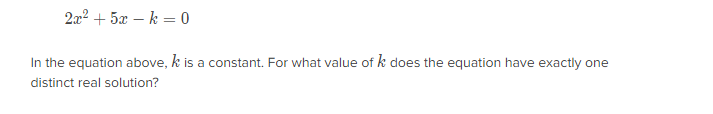 2x² + 5x − k = 0
In the equation above, k is a constant. For what value of k does the equation have exactly one
distinct real solution?